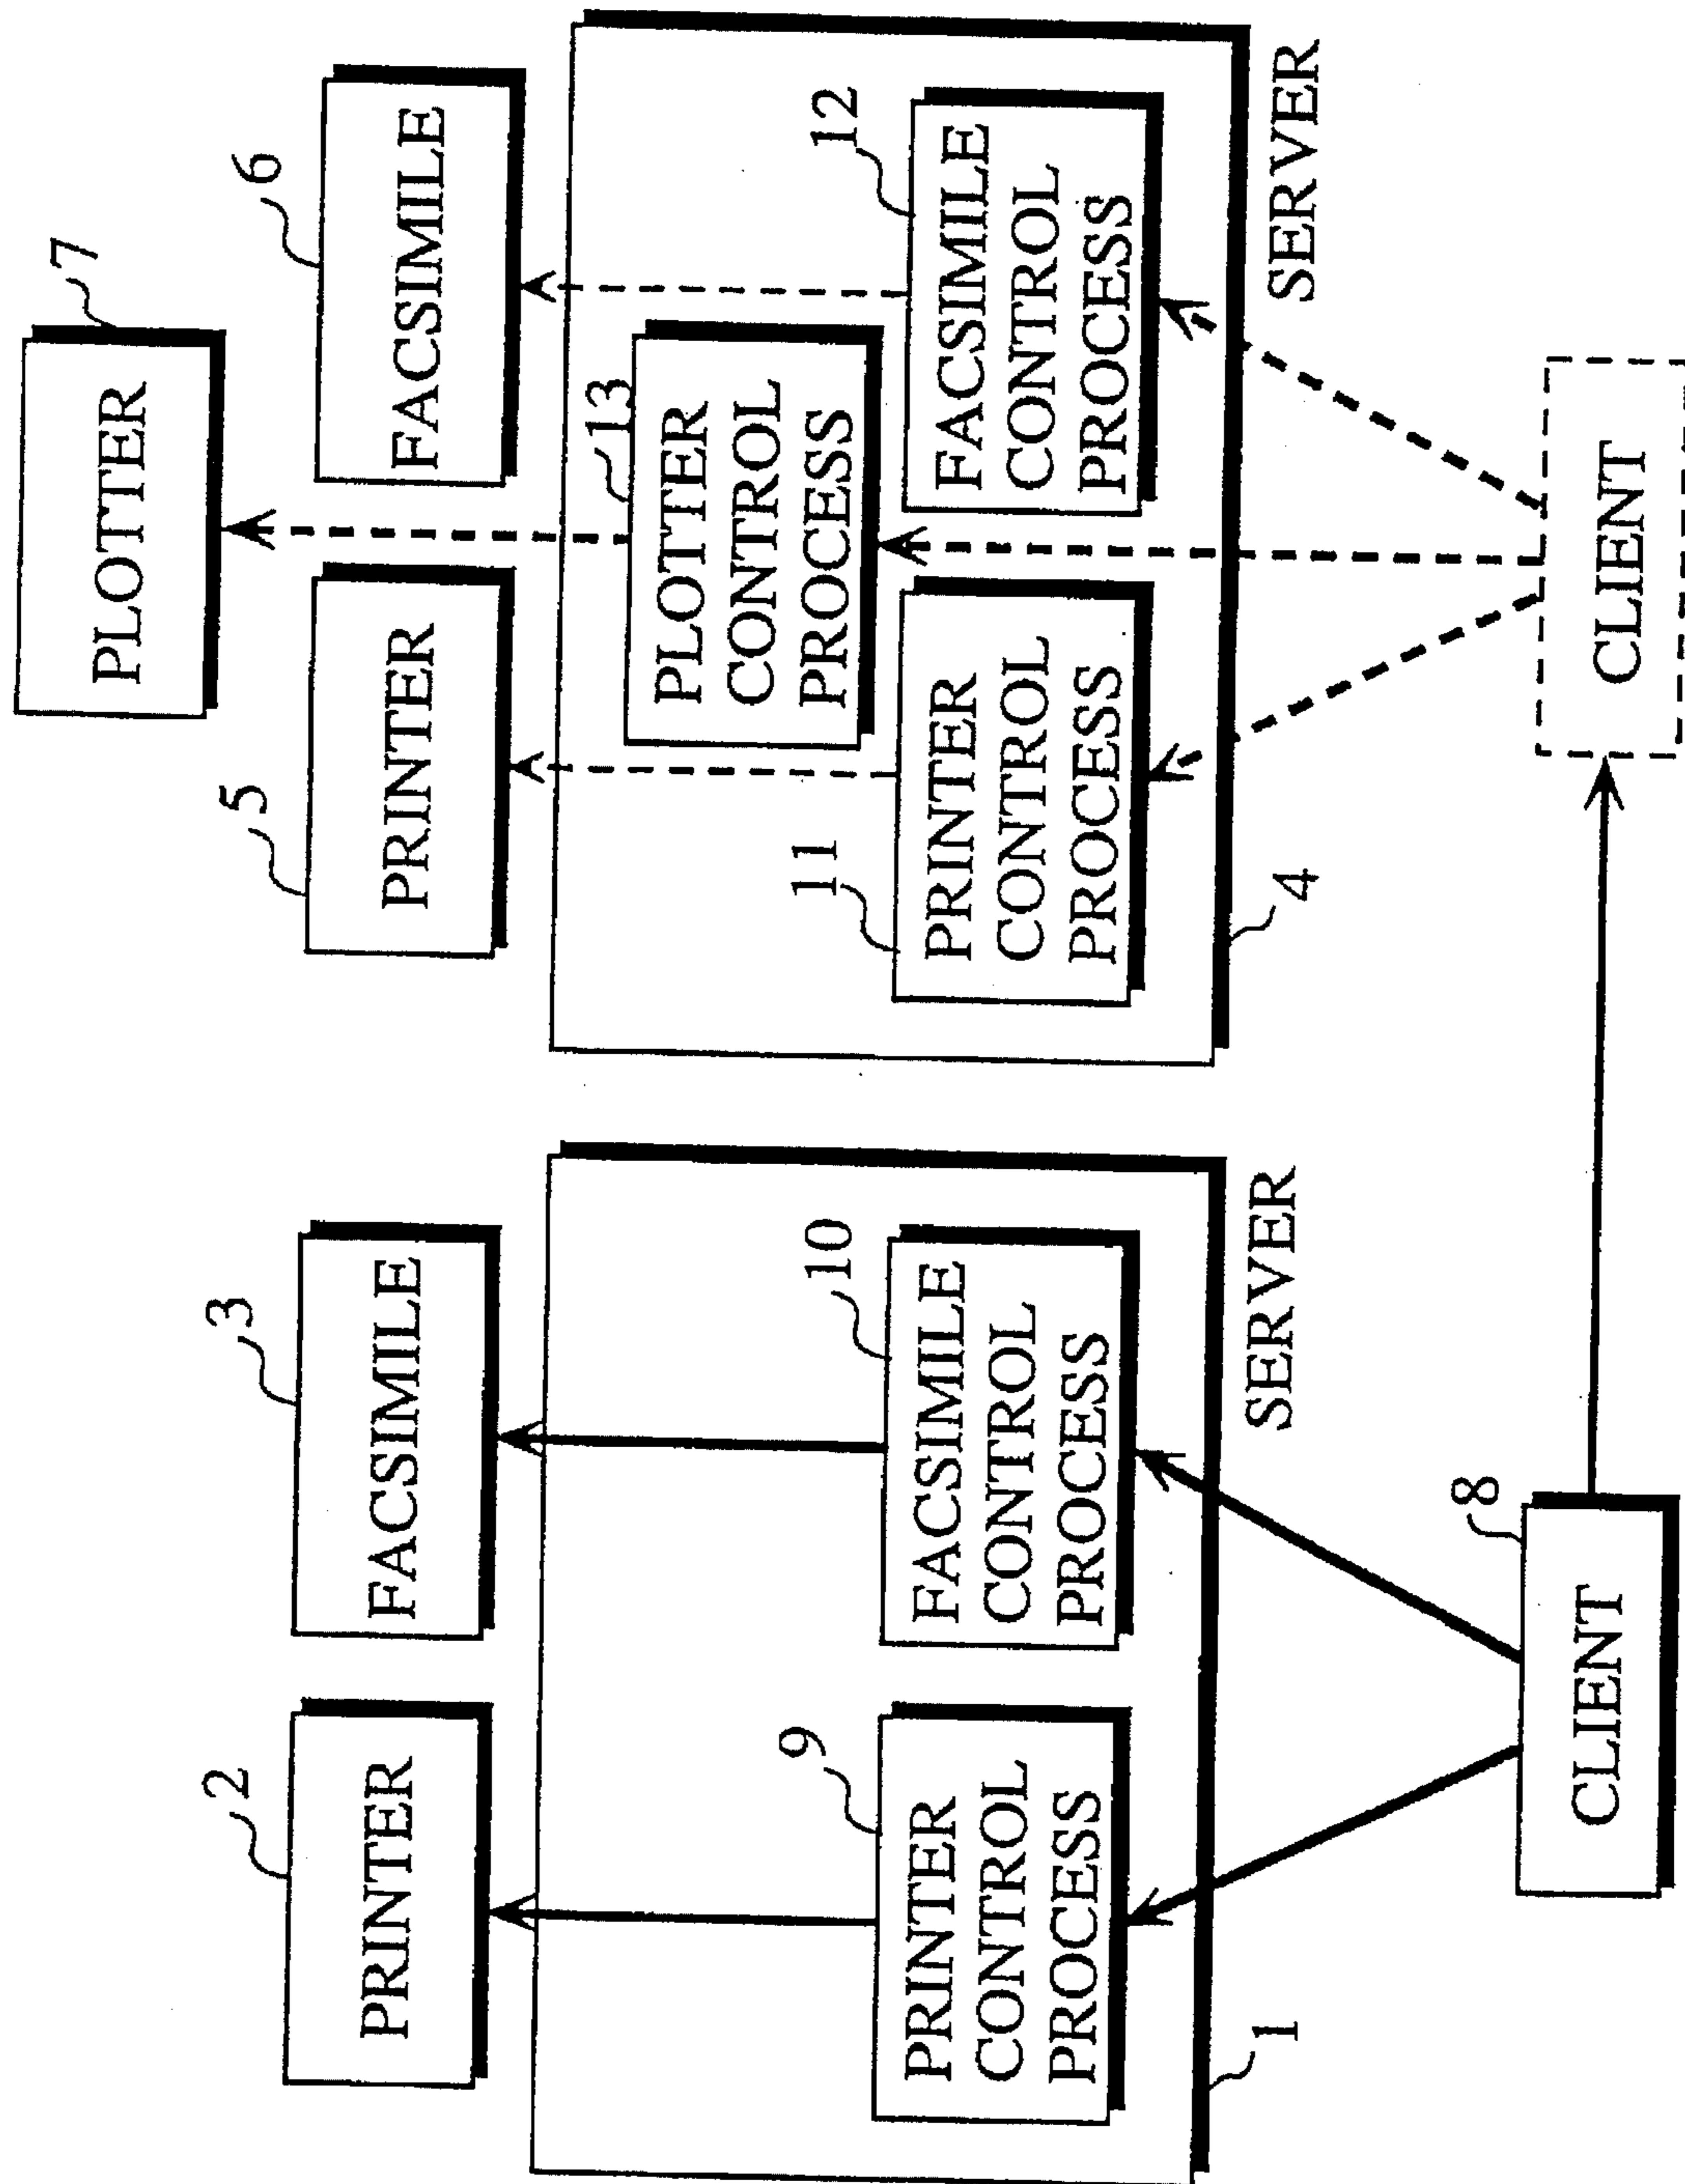 2
PRINTER
3
FACSIMILE
9
PRINTER
CONTROL
PROCESS
10
FACSIMILE
CONTROL
PROCESS
1
SERVER
8
CLIENT
7
PLOTTER
5
PRINTER
6
FACSIMILE
13
PLOTTER
CONTROL
PROCESS
11
PRINTER
CONTROL
PROCESS
12
FACSIMILE
CONTROL
PROCESS
4
SERVER
CLIENT